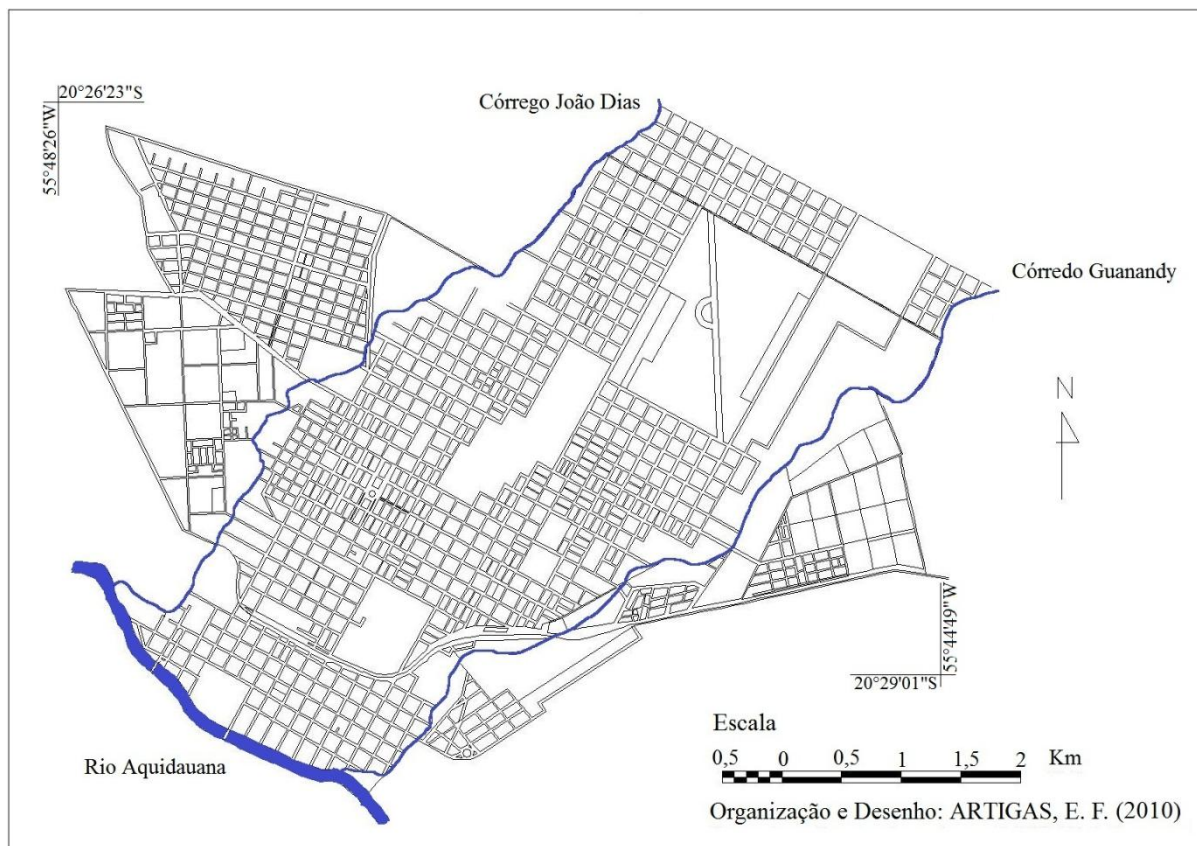 20°26'23"S
55°48'26"W
Córrego João Dias
Córredo Guanandy
N
55°44'49"W
20°29'01"S
Rio Aquidauana
Escala
0,5 0 0,5 1 1,5 2 Km
Organização e Desenho: ARTIGAS, E. F. (2010)